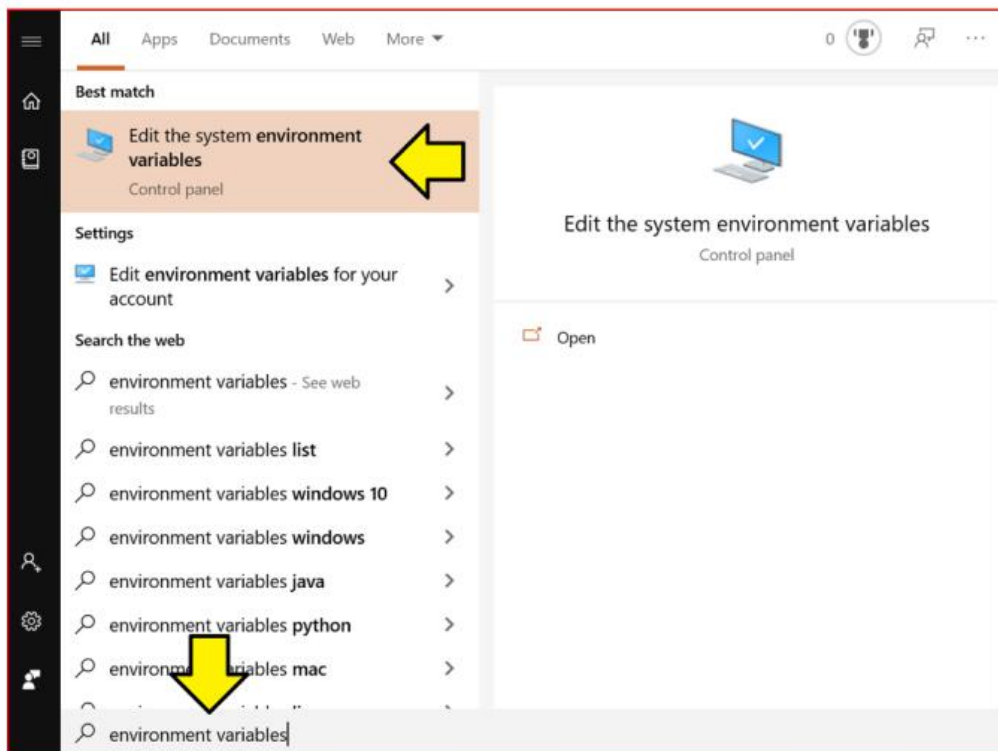 All Apps Documents Web More
0
Best match
Edit the system environment
variables
Control panel
Settings
Edit environment variables for your
account
Search the web
environment variables - See web
results
environment variables list
environment variables windows 10
environment variables windows
environment variables java
environment variables python
environment variables mac
environment variables
Edit the system environment variables
Control panel
Open